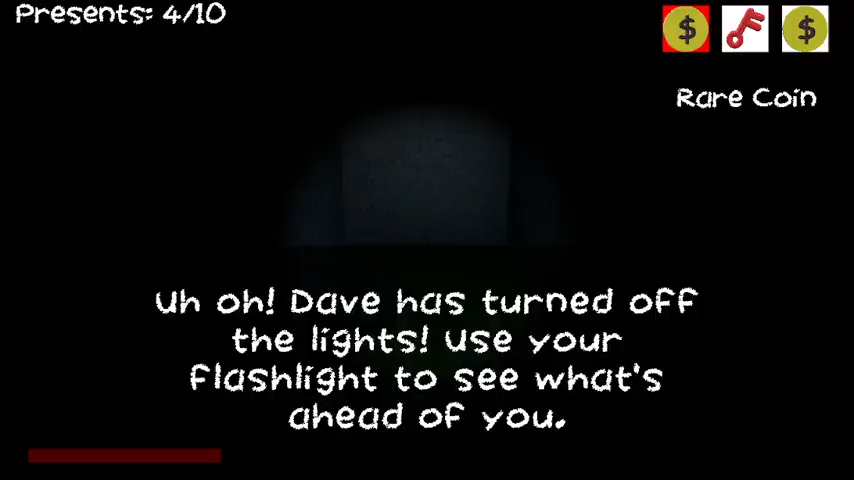 Presents: 4/10
$ $
Rare Coin
Uh oh! Dave has turned off
the lights! Use your
flashlight to see what's
ahead of you.